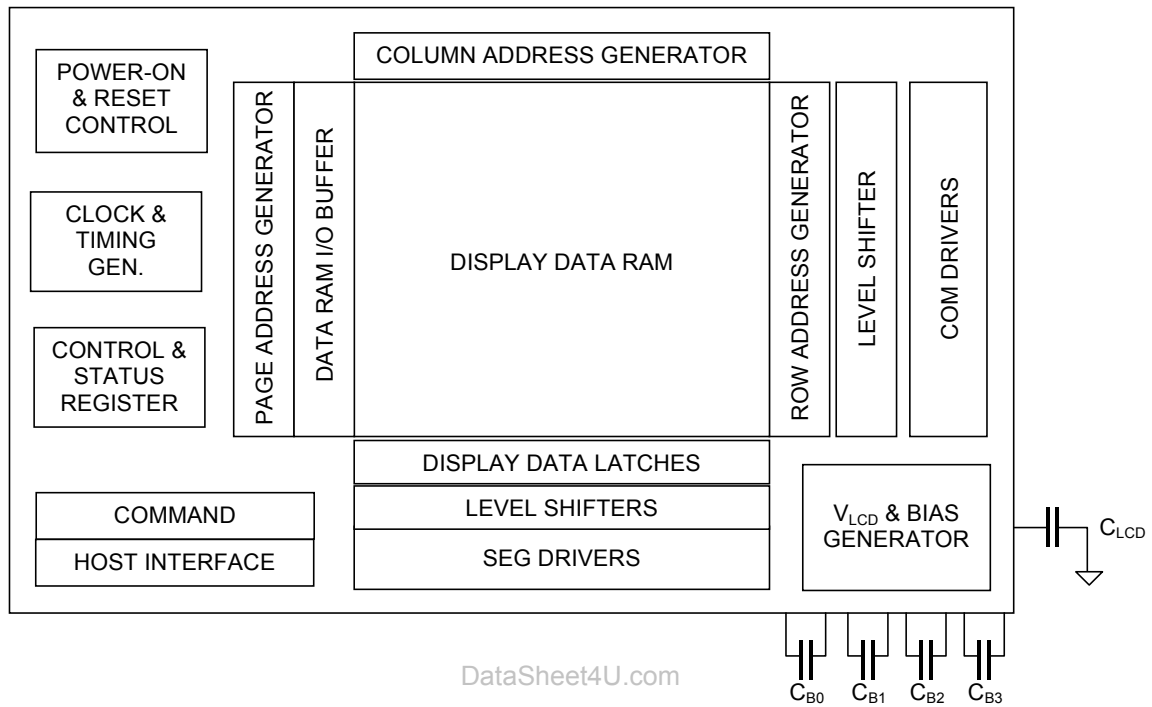 COLUMN ADDRESS GENERATOR
POWER-ON
& RESET
CONTROL
CLOCK &
TIMING
GEN.
CONTROL &
STATUS
REGISTER
PAGE ADDRESS GENERATOR
DATA RAM I/O BUFFER
DISPLAY DATA RAM
ROW ADDRESS GENERATOR
LEVEL SHIFTER
COM DRIVERS
DISPLAY DATA LATCHES
LEVEL SHIFTERS
SEG DRIVERS
COMMAND
HOST INTERFACE
VLCD & BIAS
GENERATOR
CLCD
CB0 CB1 CB2 CB3
DataSheet4U.com